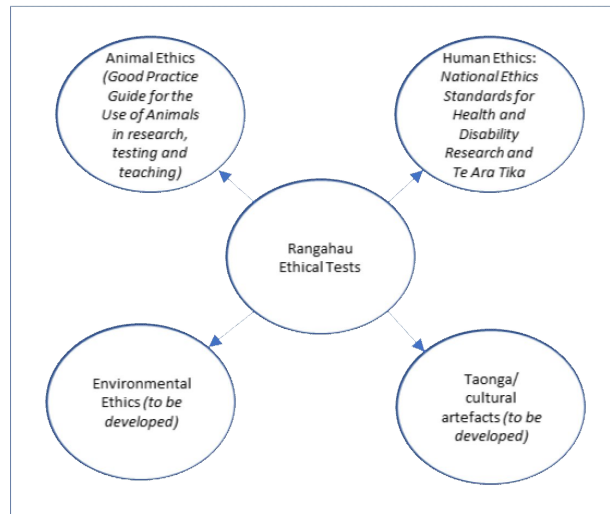 Animal Ethics
(Good Practice
Guide for the
Use of Animals
in research,
testing and
teaching)
Human Ethics:
National Ethics
Standards for
Health and
Disability
Research and
Te Ara Tika
Rangahau
Ethical Tests
Environmental
Ethics (to be
developed)
Taonga/
cultural
artefacts (to be
developed)